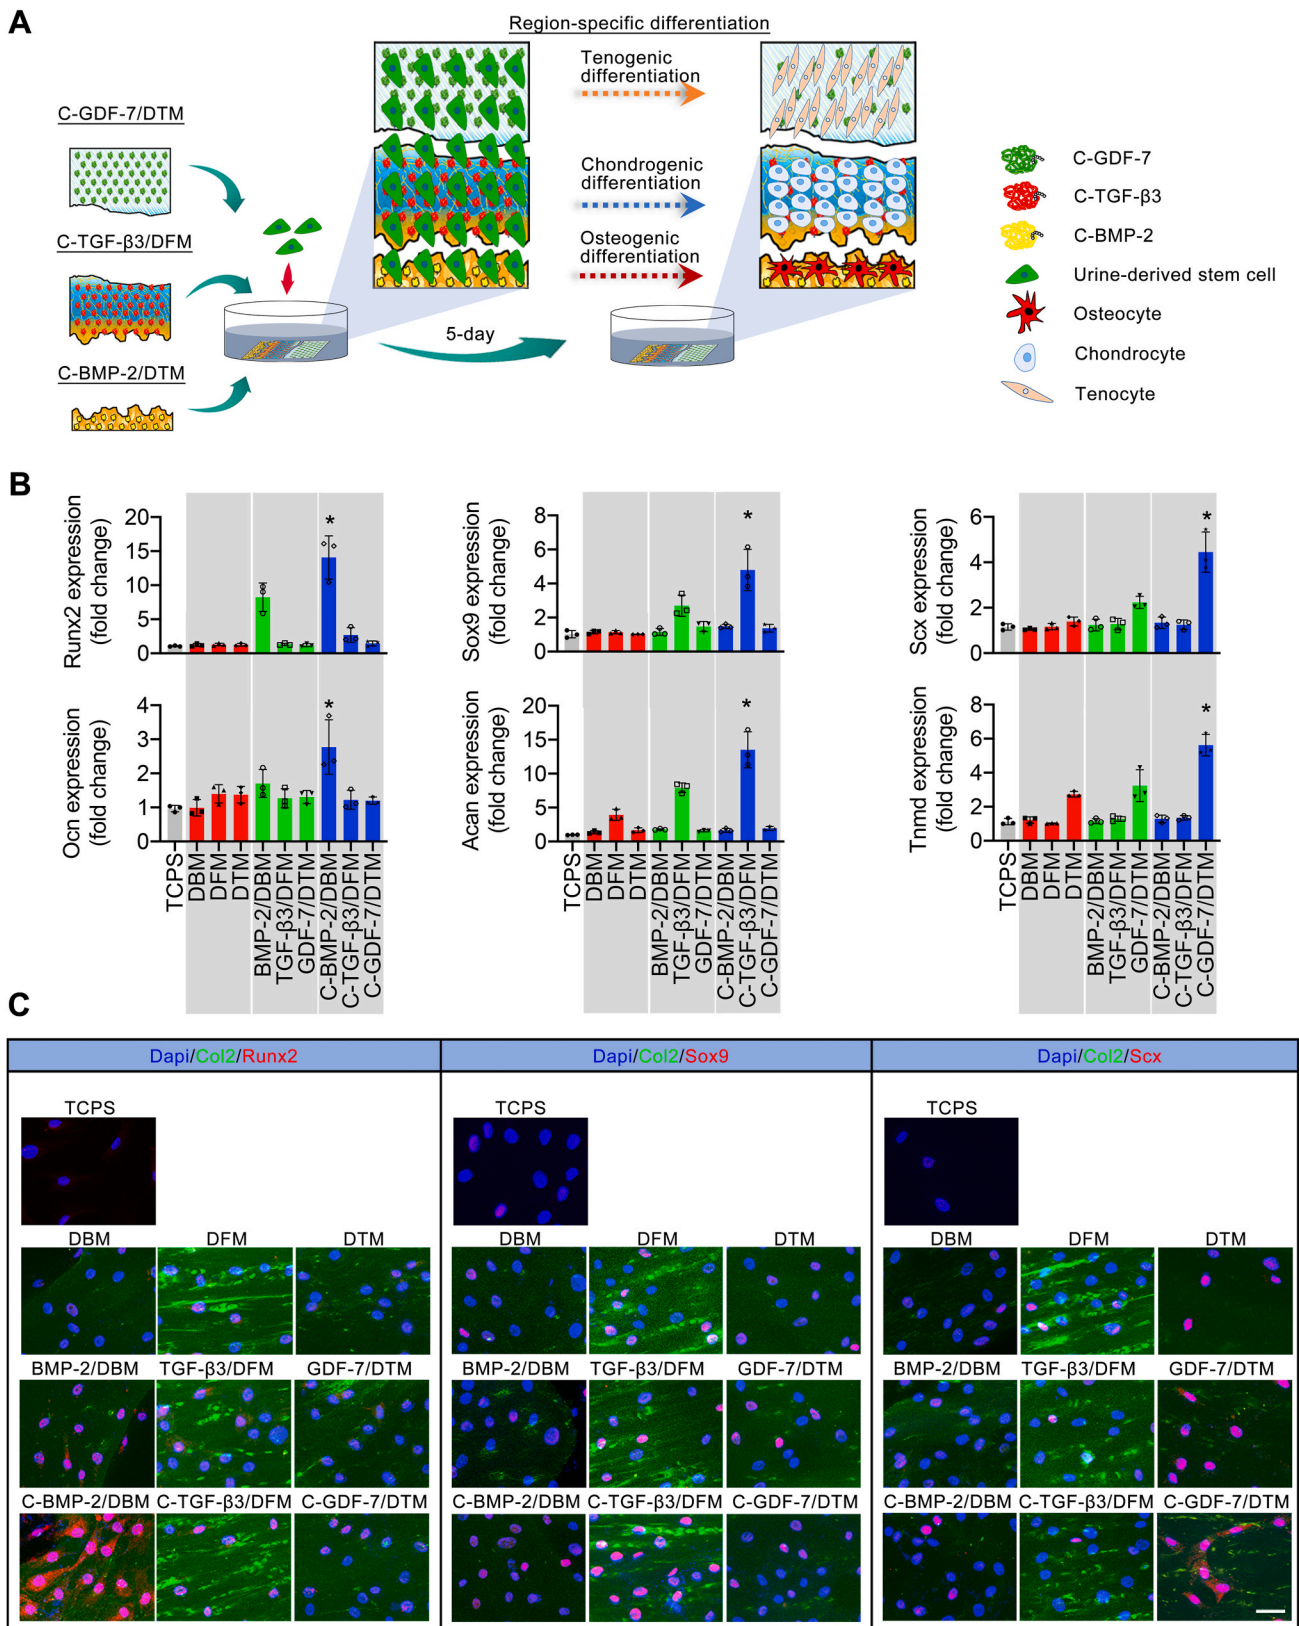 A
Region-specific differentiation
C-GDF-7/DTM
C-TGF-β3/DFM
C-BMP-2/DTM
Tenogenic
differentiation
Chondrogenic
differentiation
Osteogenic
differentiation
5-day
C-GDF-7
C-TGF-β3
C-BMP-2
Urine-derived stem cell
Osteocyte
Chondrocyte
Tenocyte
B
Runx2 expression
(fold change)
20
15
10
5
0
*
Sox9 expression
(fold change)
8
6
4
2
0
*
Scx expression
(fold change)
6
4
2
0
*
Ocn expression
(fold change)
4
3
2
1
0
*
TCPS
DBM
DFM
DTM
BMP-2/DBM
TGF-β3/DFM
GDF-7/DTM
C-BMP-2/DBM
C-TGF-β3/DFM
C-GDF-7/DTM
Acan expression
(fold change)
20
15
10
5
0
*
TCPS
DBM
DFM
DTM
BMP-2/DBM
TGF-β3/DFM
GDF-7/DTM
C-BMP-2/DBM
C-TGF-β3/DFM
C-GDF-7/DTM
Tnmd expression
(fold change)
8
6
4
2
0
*
TCPS
DBM
DFM
DTM
BMP-2/DBM
TGF-β3/DFM
GDF-7/DTM
C-BMP-2/DBM
C-TGF-β3/DFM
C-GDF-7/DTM
C
Dapi/Col2/Runx2
TCPS
DBM DFM DTM
BMP-2/DBM TGF-β3/DFM GDF-7/DTM
C-BMP-2/DBM C-TGF-β3/DFM C-GDF-7/DTM
Dapi/Col2/Sox9
TCPS
DBM DFM DTM
BMP-2/DBM TGF-β3/DFM GDF-7/DTM
C-BMP-2/DBM C-TGF-β3/DFM C-GDF-7/DTM
Dapi/Col2/Scx
TCPS
DBM DFM DTM
BMP-2/DBM TGF-β3/DFM GDF-7/DTM
C-BMP-2/DBM C-TGF-β3/DFM C-GDF-7/DTM